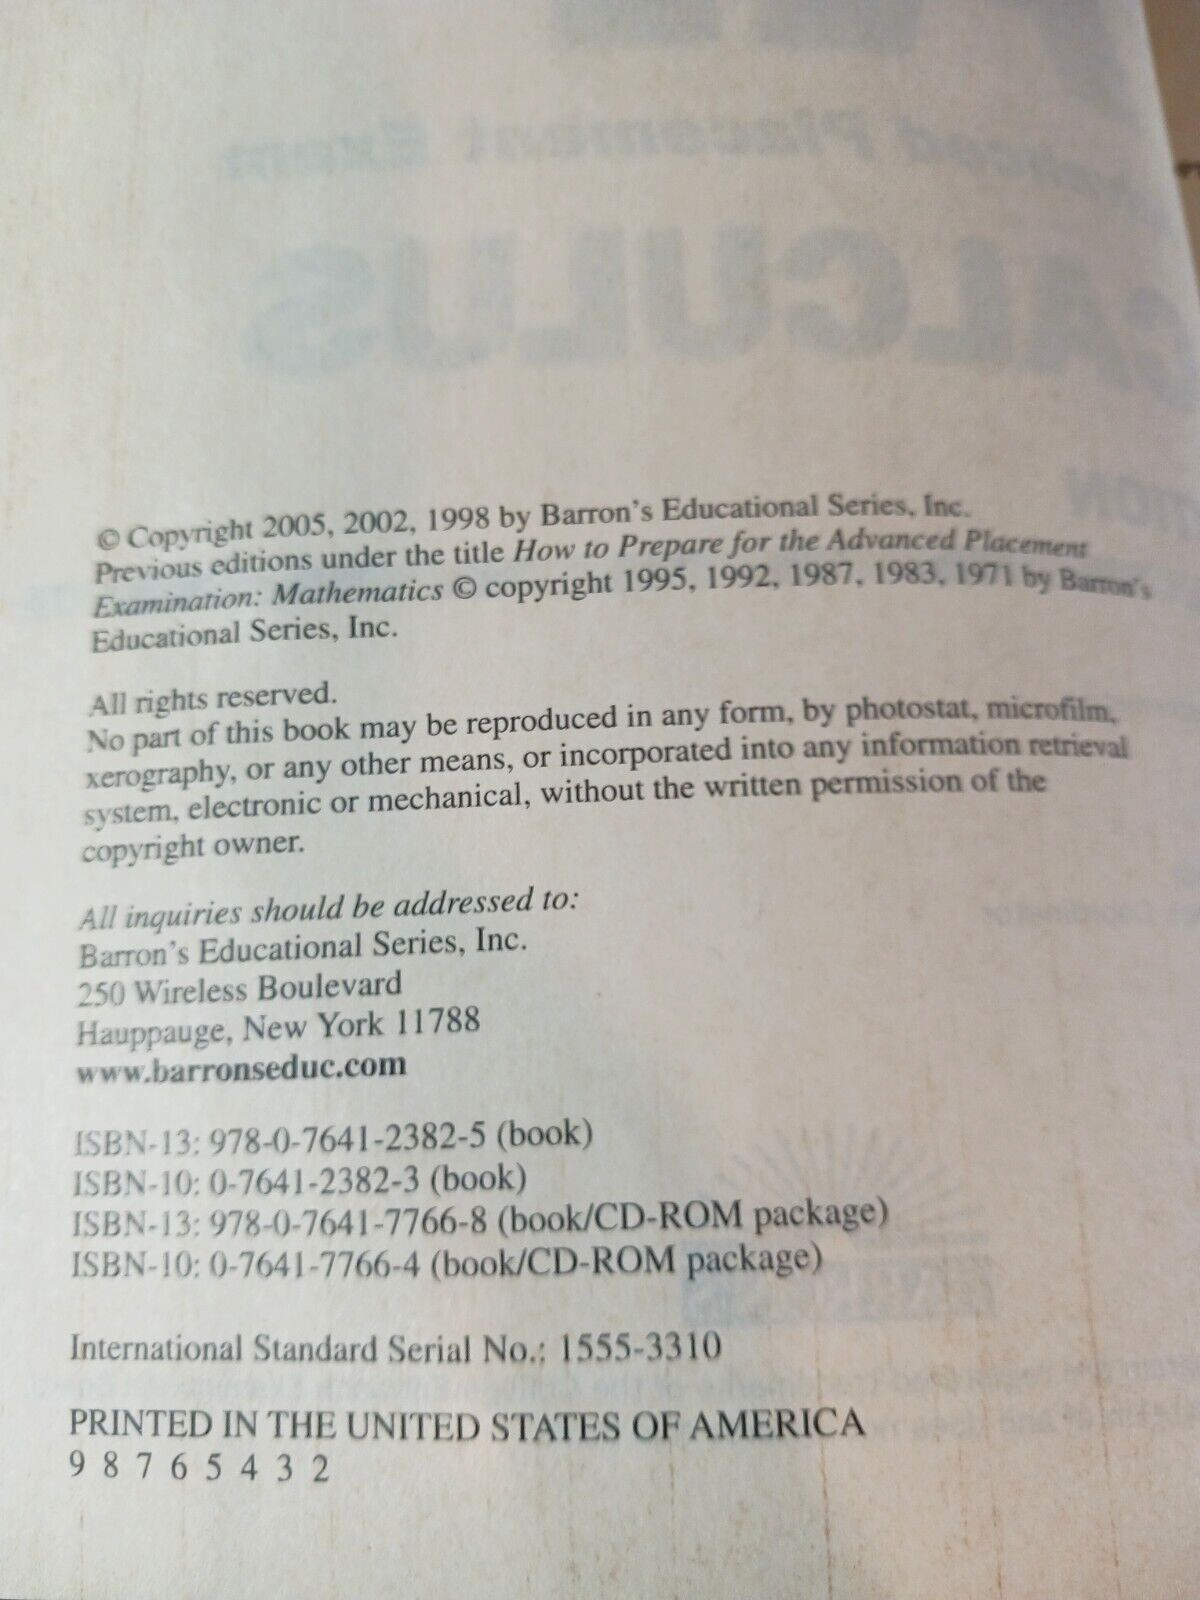 © Copyright 2005, 2002, 1998 by Barron's Educational Series, Inc.
Previous editions under the title How to Prepare for the Advanced Placement
Examination: Mathematics © copyright 1995, 1992, 1987, 1983, 1971 by Barron's
Educational Series, Inc.
All rights reserved.
No part of this book may be reproduced in any form, by photostat, microfilm,
xerography, or any other means, or incorporated into any information retrieval
system, electronic or mechanical, without the written permission of the
copyright owner.
All inquiries should be addressed to:
Barron's Educational Series, Inc.
250 Wireless Boulevard
Hauppauge, New York 11788
www.barronseduc.com
ISBN-13: 978-0-7641-2382-5 (book)
ISBN-10: 0-7641-2382-3 (book)
ISBN-13: 978-0-7641-7766-8 (book/CD-ROM package)
ISBN-10: 0-7641-7766-4 (book/CD-ROM package)
International Standard Serial No.: 1555-3310
PRINTED IN THE UNITED STATES OF AMERICA
9 8 7 6 5 4 3 2